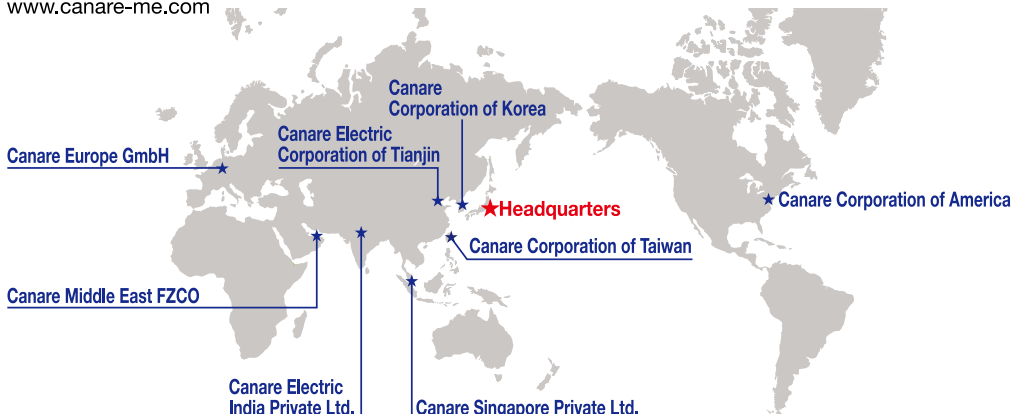 www.canare-me.com
Canare
Corporation of Korea
Canare Electric
Corporation of Tianjin
Canare Europe GmbH
Canare Corporation of America
Headquarters
Canare Corporation of Taiwan
Canare Middle East FZCO
Canare Electric
India Private Ltd.
Canare Singapore Private Ltd.